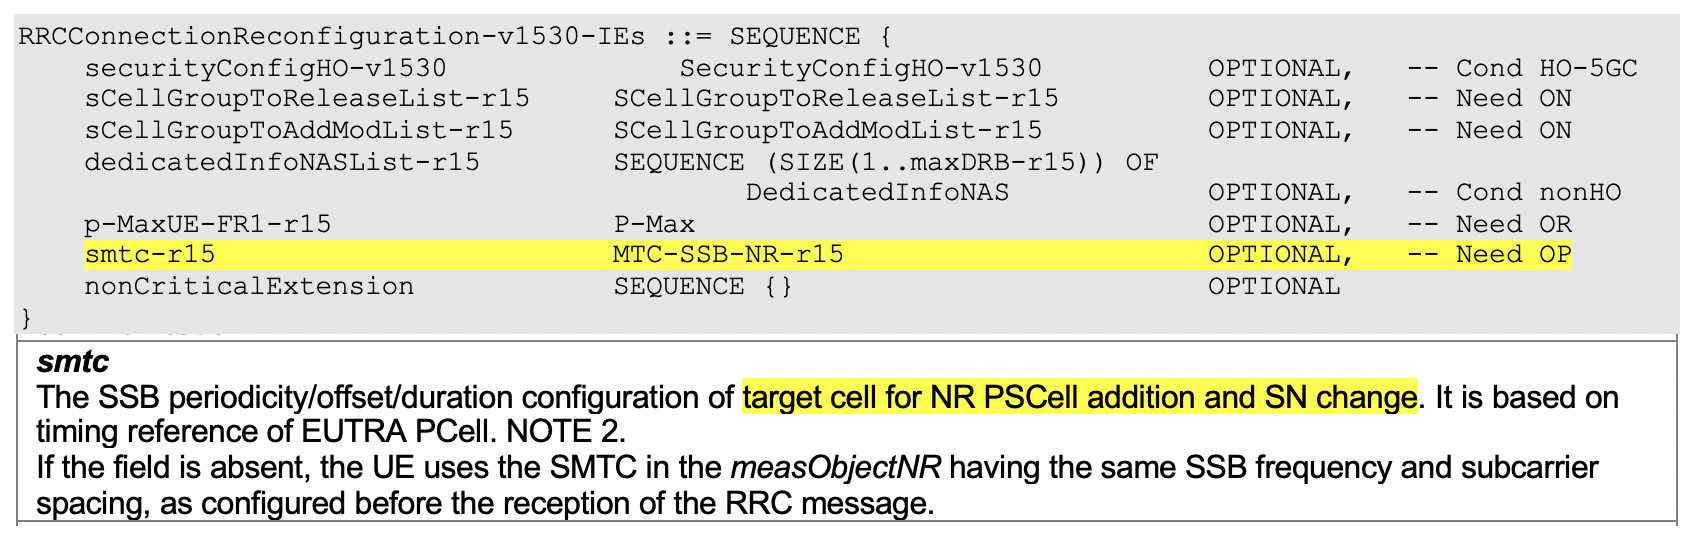 RRCConnectionReconfiguration-v1530-IEs ::= SEQUENCE {
securityConfigHO-v1530 SecurityConfigHO-v1530 OPTIONAL, -- Cond HO-5GC
sCellGroupToReleaseList-r15 SCellGroupToReleaseList-r15 OPTIONAL, -- Need ON
sCellGroupToAddModList-r15 SCellGroupToAddModList-r15 OPTIONAL, -- Need ON
dedicatedInfoNASList-r15 SEQUENCE (SIZE(1..maxDRB-r15)) OF
DedicatedInfoNAS OPTIONAL, -- Cond nonHO
p-MaxUE-FR1-r15 P-Max OPTIONAL, -- Need OR
smtc-r15 MTC-SSB-NR-r15 OPTIONAL, -- Need OP
nonCriticalExtension SEQUENCE {} OPTIONAL
}
smtc
The SSB periodicity/offset/duration configuration of target cell for NR PSCell addition and SN change. It is based on
timing reference of EUTRA PCell. NOTE 2.
If the field is absent, the UE uses the SMTC in the measObjectNR having the same SSB frequency and subcarrier
spacing, as configured before the reception of the RRC message.